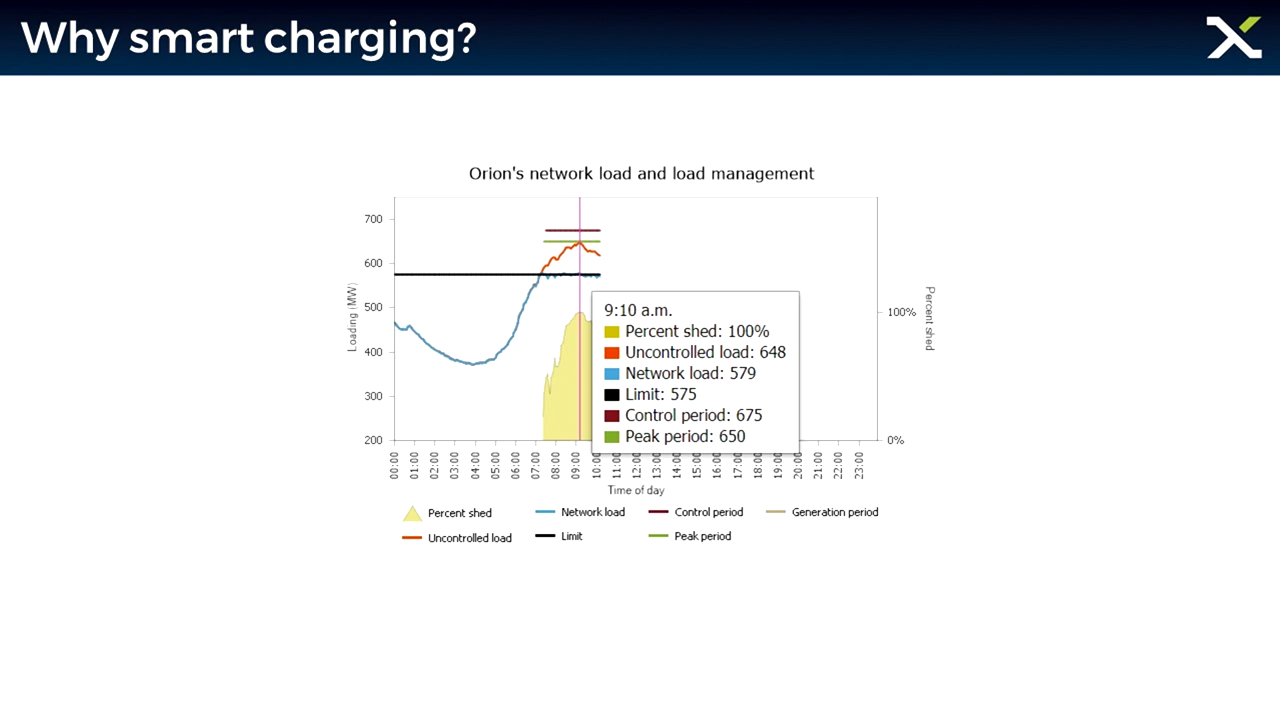 Why smart charging?
Orion's network load and load management
700
600
500
400
300
200
Loading (MW)
100%
0%
Percent shed
9:10 a.m.
Percent shed: 100%
Uncontrolled load: 648
Network load: 579
Limit: 575
Control period: 675
Peak period: 650
00:00 01:00 02:00 03:00 04:00 05:00 06:00 07:00 08:00 09:00 10:00 11:00 12:00 13:00 14:00 15:00 16:00 17:00 18:00 19:00 20:00 21:00 22:00 23:00
Time of day
Percent shed Network load Control period Generation period
Uncontrolled load Limit Peak period